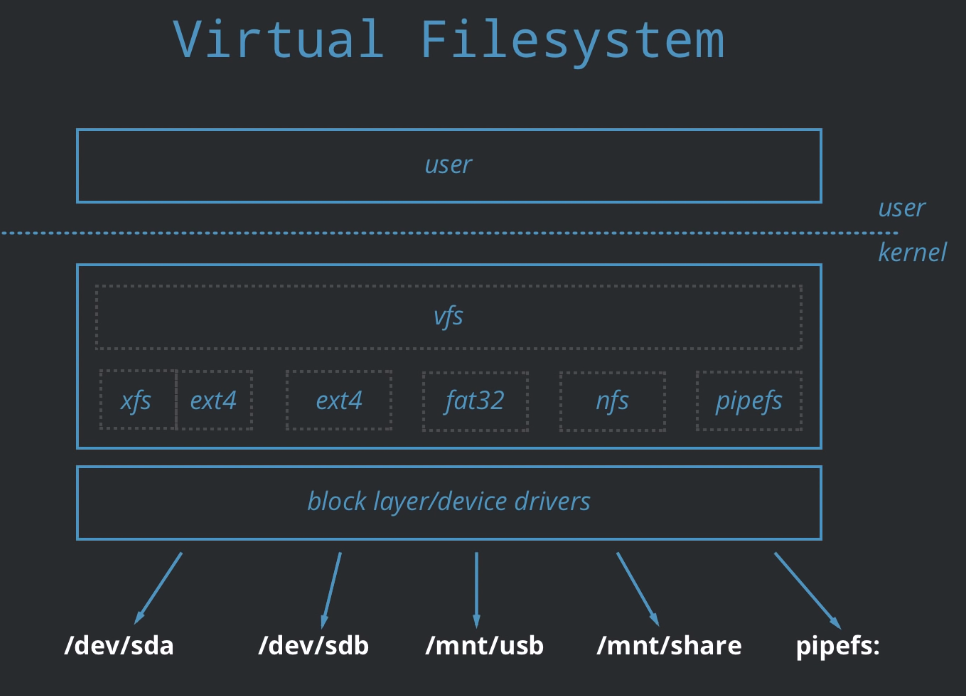 Virtual Filesystem
user
user
kernel
vfs
xfs ext4 ext4 fat32 nfs pipefs
block layer/device drivers
/dev/sda /dev/sdb /mnt/usb /mnt/share pipefs: